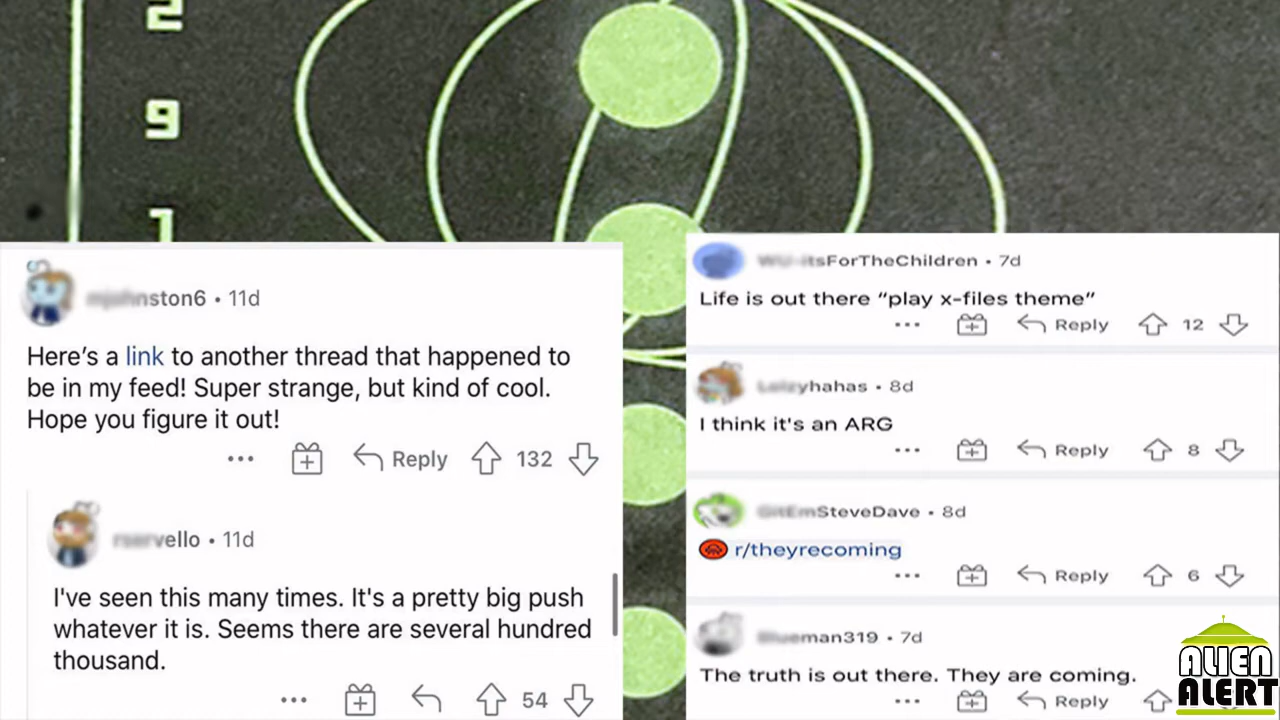 2
9
1
ston6 • 11d
Here's a link to another thread that happened to
be in my feed! Super strange, but kind of cool.
Hope you figure it out!
Reply 132
vello • 11d
I've seen this many times. It's a pretty big push
whatever it is. Seems there are several hundred
thousand.
54
tsForTheChildren • 7d
Life is out there “play x-files theme”
Reply 12
yhahas • 8d
I think it's an ARG
Reply 8
SteveDave • 8d
r/theyrecoming
Reply 6
eman319 • 7d
The truth is out there. They are coming.
Reply
ALIEN
ALERT